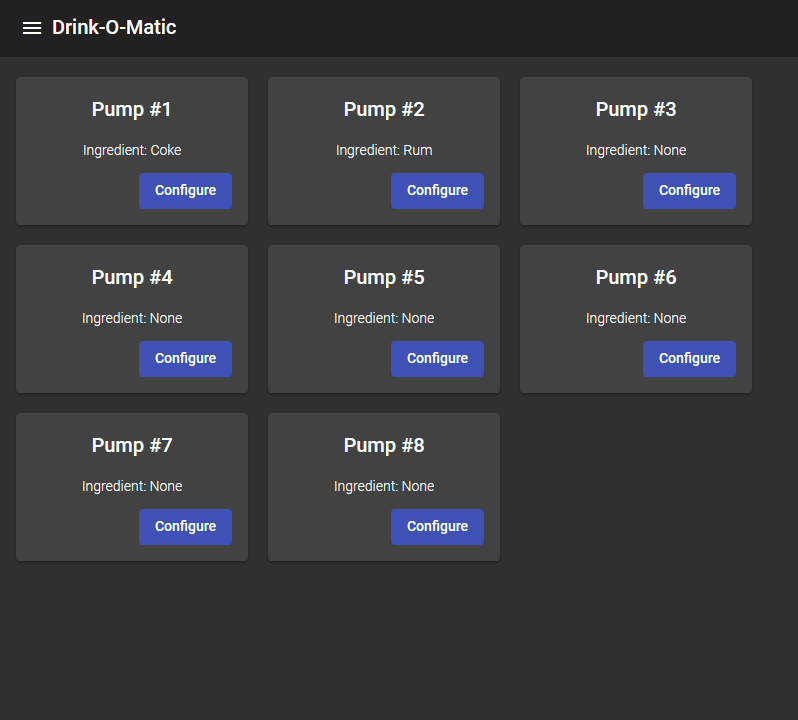 Drink-O-Matic
Pump #1
Ingredient: Coke
Configure
Pump #2
Ingredient: Rum
Configure
Pump #3
Ingredient: None
Configure
Pump #4
Ingredient: None
Configure
Pump #5
Ingredient: None
Configure
Pump #6
Ingredient: None
Configure
Pump #7
Ingredient: None
Configure
Pump #8
Ingredient: None
Configure